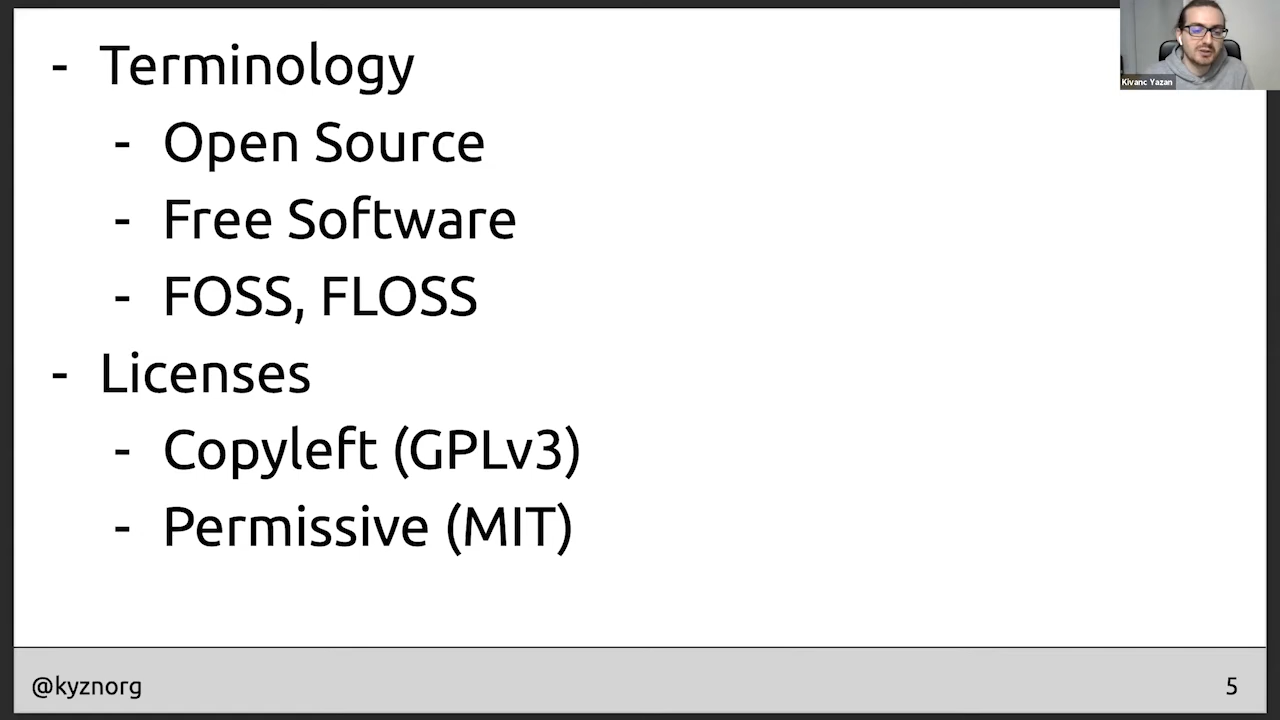 - Terminology
- Open Source
- Free Software
- FOSS, FLOSS
- Licenses
- Copyleft (GPLv3)
- Permissive (MIT)
Kivanc Yazan
@kyznorg
5